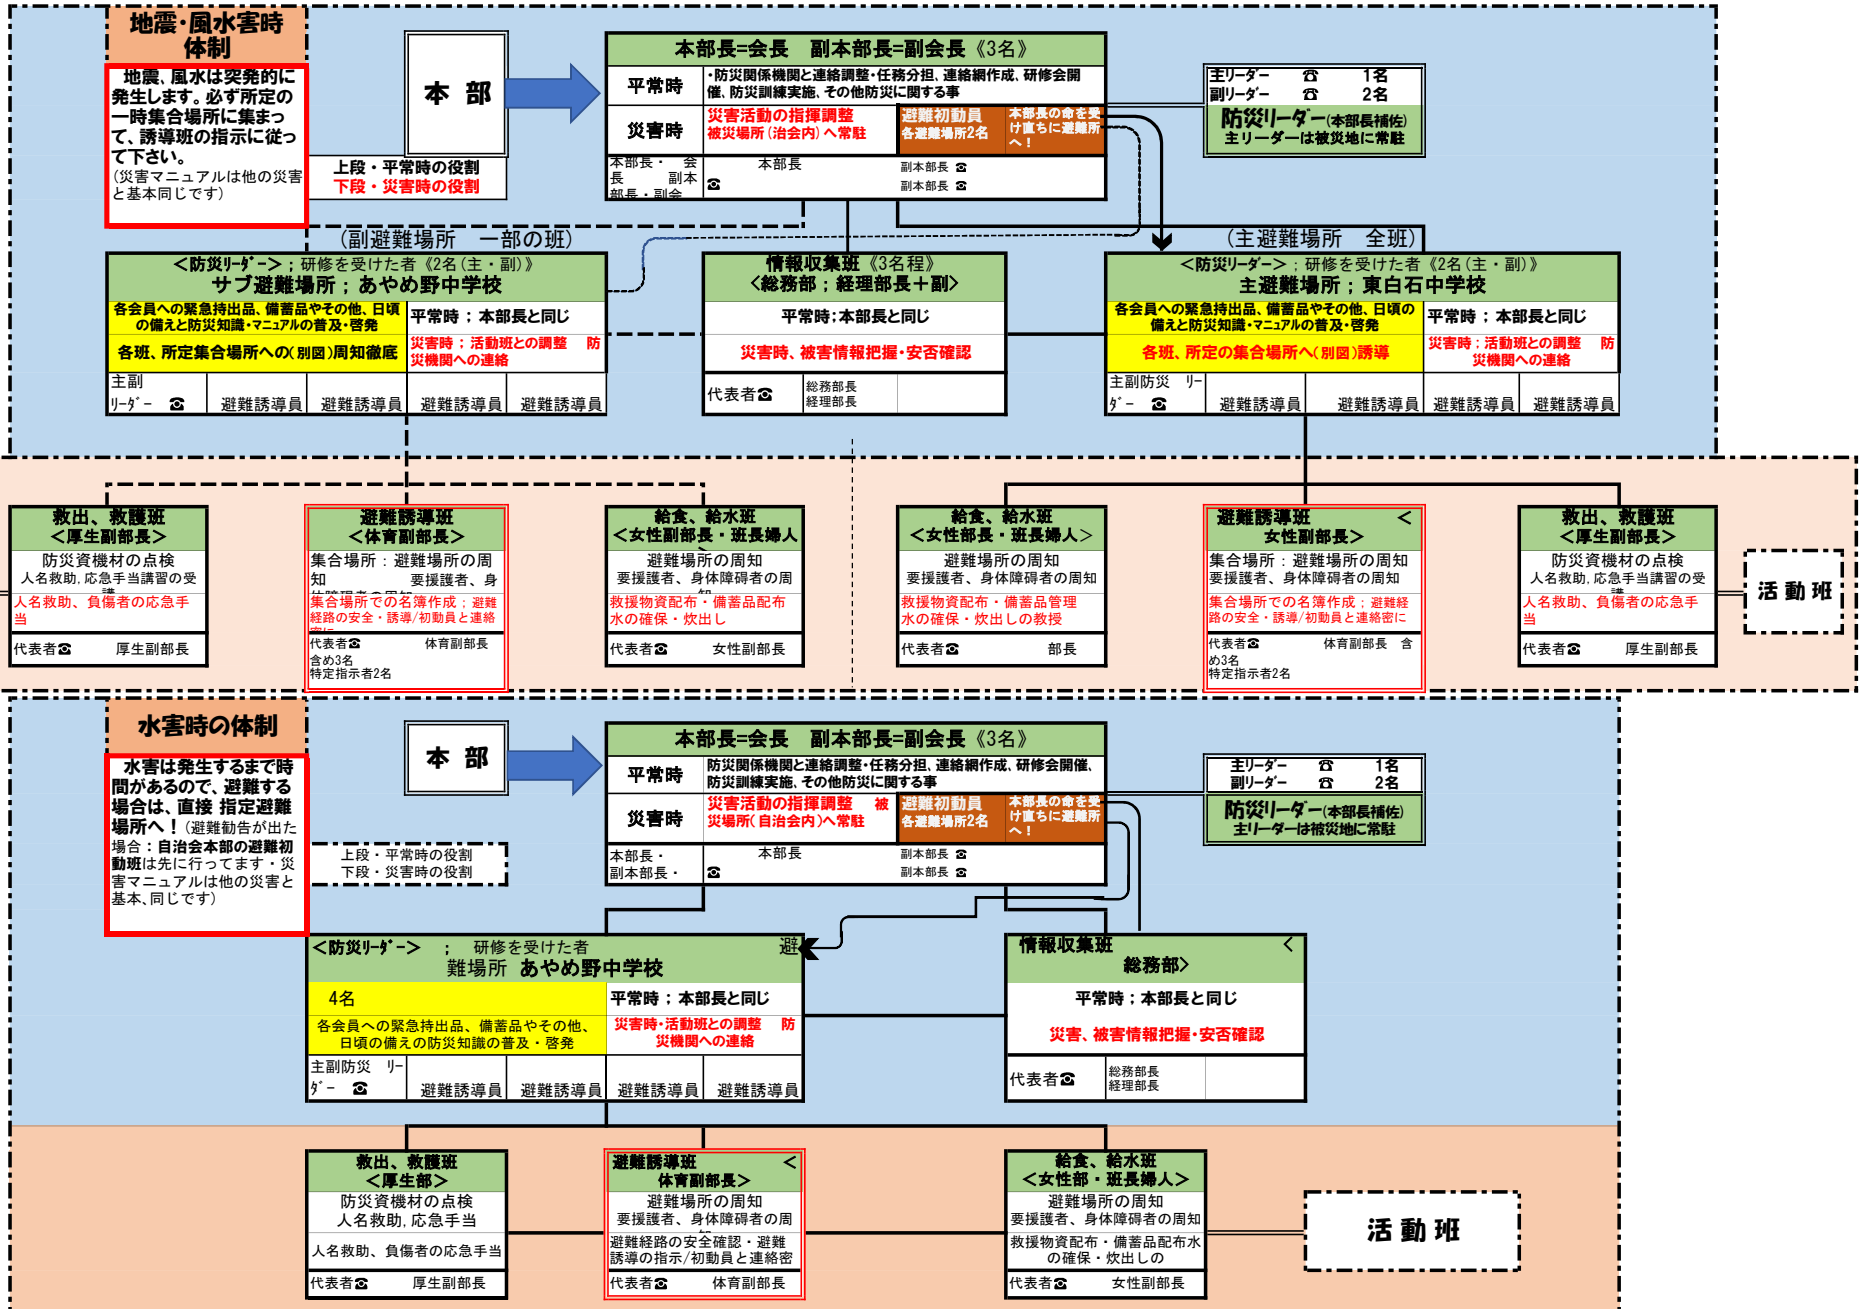 地震・風水害時
体制
地震、風水は突発的に
発生します。必ず所定の
一時集合場所に集まっ
て、誘導班の指示に従っ
て下さい。
(災害マニュアルは他の災害
と基本同じです)
本 部
上段・平常時の役割
下段・災害時の役割
本部長=会長 副本部長=副会長《3名》
平常時
・防災関係機関と連絡調整・任務分担、連絡網作成、研修会開
催、防災訓練実施、その他防災に関する事
災害時
災害活動の指揮調整
被災場所(治会内)へ常駐
避難初動員
各避難場所2名
本部長の命を受
け直ちに避難所
へ!
本部長・ 会
長 副本
部長・副会
本部長
☎
副本部長 ☎
副本部長 ☎
主リーダー ☎ 1名
副リーダー ☎ 2名
防災リーダー(本部長補佐)
主リーダーは被災地に常駐
(副避難場所 一部の班)
(主避難場所 全班)
<防災リーダー>;研修を受けた者《2名(主・副)》
サブ避難場所;あやめ野中学校
各会員への緊急持出品、備蓄品やその他、日頃
の備えと防災知識・マニュアルの普及・啓発
各班、所定集合場所への(別図)周知徹底
平常時;本部長と同じ
災害時;活動班との調整 防
災機関への連絡
主副
リーダー ☎
避難誘導員 避難誘導員 避難誘導員 避難誘導員
情報収集班《3名程》
<総務部;経理部長+副>
平常時:本部長と同じ
災害時、被害情報把握・安否確認
代表者☎
総務部長
経理部長
<防災リーダー>;研修を受けた者《2名(主・副)》
主避難場所;東白石中学校
各会員への緊急持出品、備蓄品やその他、日頃の
備えと防災知識・マニュアルの普及・啓発
各班、所定の集合場所へ(別図)誘導
平常時;本部長と同じ
災害時;活動班との調整 防
災機関への連絡
主副防災 リー
ダー ☎
避難誘導員 避難誘導員 避難誘導員 避難誘導員
救出、救護班
<厚生副部長>
防災資機材の点検
人名救助,応急手当講習の受
人名救助、負傷者の応急手
当
代表者☎ 厚生副部長
避難誘導班
<体育副部長>
集合場所:避難場所の周
知 要援護者、身
集合場所での名簿作成;避難
経路の安全・誘導/初動員と連絡
代表者☎ 体育副部長
含め3名
特定指示者2名
給食、給水班
<女性副部長・班長婦人
避難場所の周知
要援護者、身体障碍者の周
救援物資配布・備蓄品配布
水の確保・炊出し
代表者☎ 女性副部長
給食、給水班
<女性部長・班長婦人>
避難場所の周知
要援護者、身体障碍者の周知
救援物資配布・備蓄品管理
水の確保・炊出しの教授
代表者☎ 部長
避難誘導班 <
女性副部長>
集合場所:避難場所の周知
要援護者、身体障碍者の周知
集合場所での名簿作成;避難経
路の安全・誘導/初動員と連絡密に
代表者☎ 体育副部長 含
め3名
特定指示者2名
救出、救護班
<厚生副部長>
防災資機材の点検
人名救助,応急手当講習の受
人名救助、負傷者の応急手
当
代表者☎ 厚生副部長
活動班
水害時の体制
水害は発生するまで時
間があるので、避難する
場合は、直接 指定避難
場所へ!(避難勧告が出た
場合:自治会本部の避難初
動班は先に行ってます・災
害マニュアルは他の災害と
基本、同じです)
本 部
上段・平常時の役割
下段・災害時の役割
本部長=会長 副本部長=副会長《3名》
平常時
防災関係機関と連絡調整・任務分担、連絡網作成、研修会開催、
防災訓練実施、その他防災に関する事
災害時
災害活動の指揮調整 被
災場所(自治会内)へ常駐
避難初動員
各避難場所2名
本部長の命を受
け直ちに避難所
へ!
本部長・
副本部長・
本部長
☎
副本部長 ☎
副本部長 ☎
主リーダー ☎ 1名
副リーダー ☎ 2名
防災リーダー(本部長補佐)
主リーダーは被災地に常駐
<防災リーダー> ; 研修を受けた者 避
難場所 あやめ野中学校
4名
各会員への緊急持出品、備蓄品やその他、
日頃の備えの防災知識の普及・啓発
平常時;本部長と同じ
災害時・活動班との調整 防
災機関への連絡
主副防災 リー
ダー ☎
避難誘導員 避難誘導員 避難誘導員 避難誘導員
情報収集班 <
総務部>
平常時;本部長と同じ
災害、被害情報把握・安否確認
代表者☎
総務部長
経理部長
救出、救護班
<厚生部>
防災資機材の点検
人名救助,応急手当
人名救助、負傷者の応急手当
代表者☎ 厚生副部長
避難誘導班 <
体育副部長>
避難場所の周知
要援護者、身体障碍者の周
避難経路の安全確認・避難
誘導の指示/初動員と連絡密
代表者☎ 体育副部長
給食、給水班
<女性部・班長婦人>
避難場所の周知
要援護者、身体障碍者の周知
救援物資配布・備蓄品配布水
の確保・炊出しの
代表者☎ 女性副部長
活動班